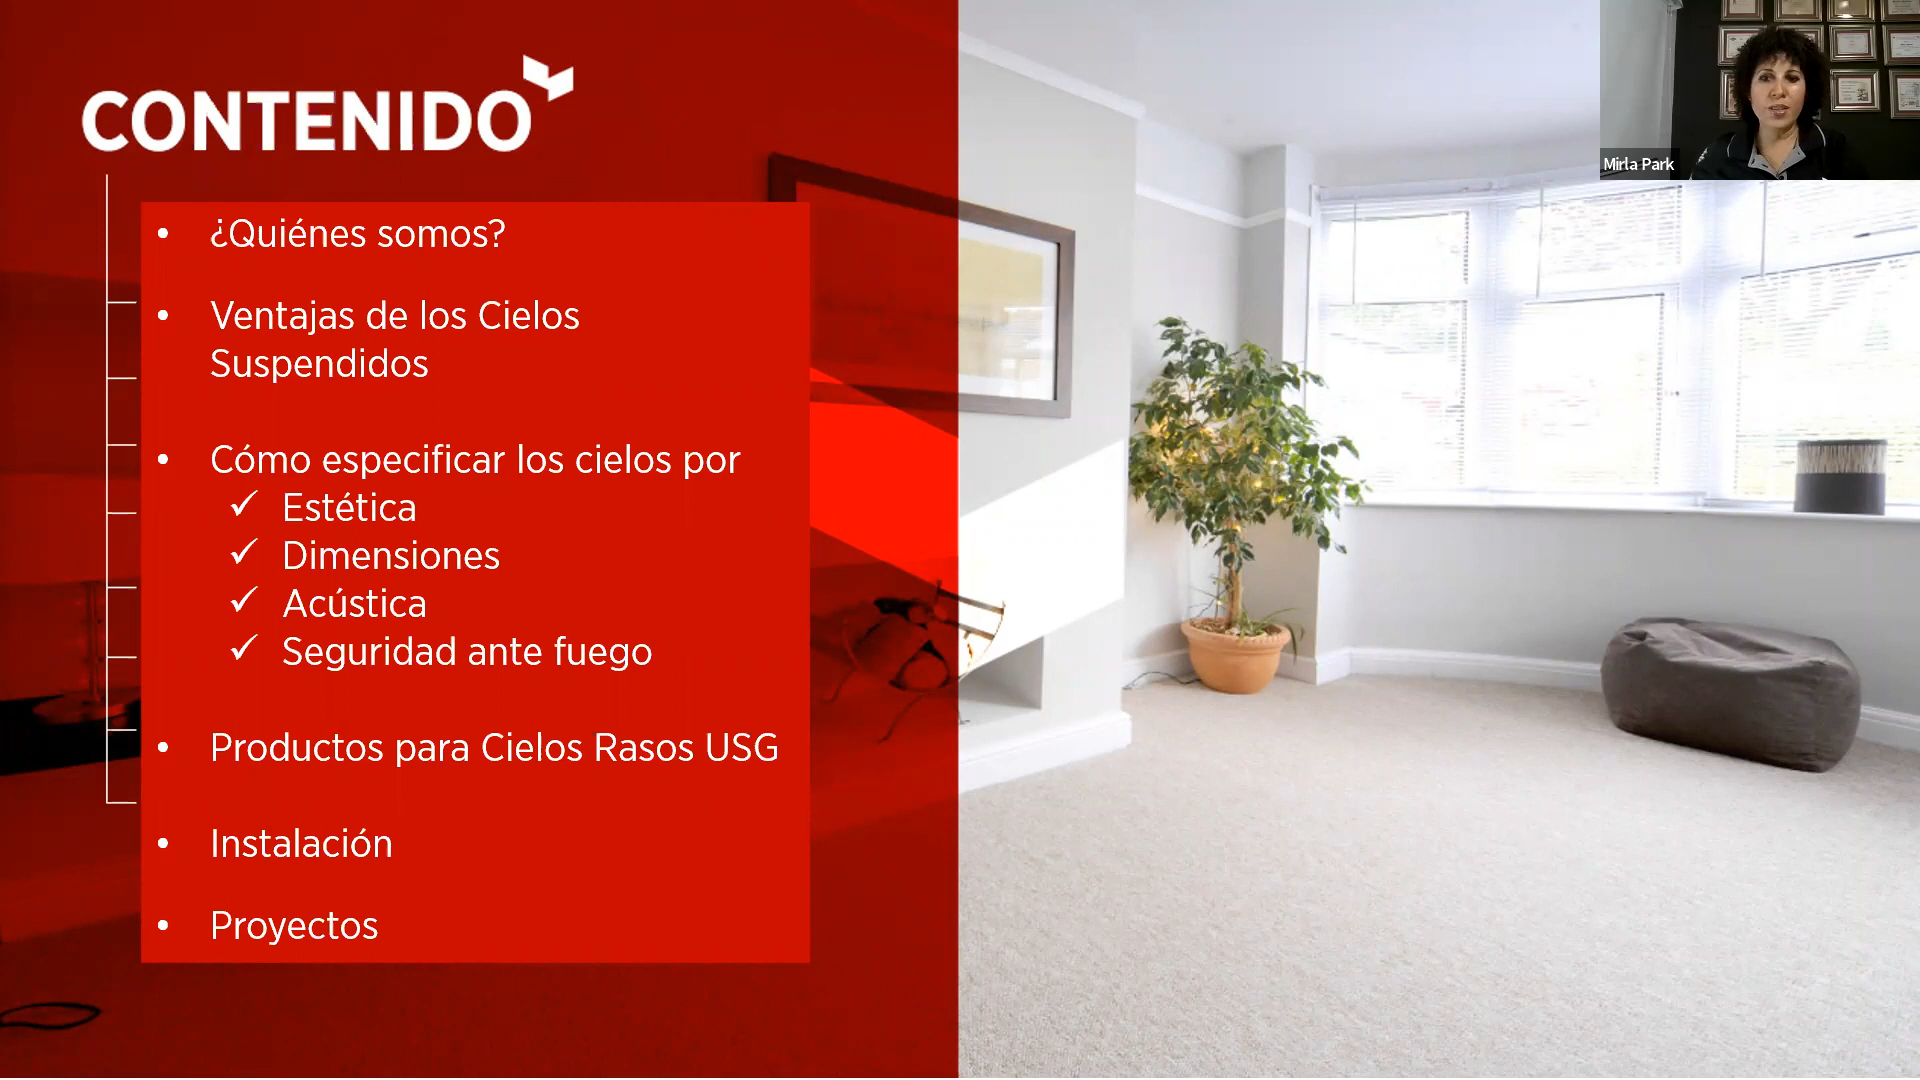 CONTENIDO
Mirla Park
• ¿Quiénes somos?
• Ventajas de los Cielos
Suspendidos
• Cómo especificar los cielos por
✓ Estética
✓ Dimensiones
✓ Acústica
✓ Seguridad ante fuego
• Productos para Cielos Rasos USG
• Instalación
• Proyectos